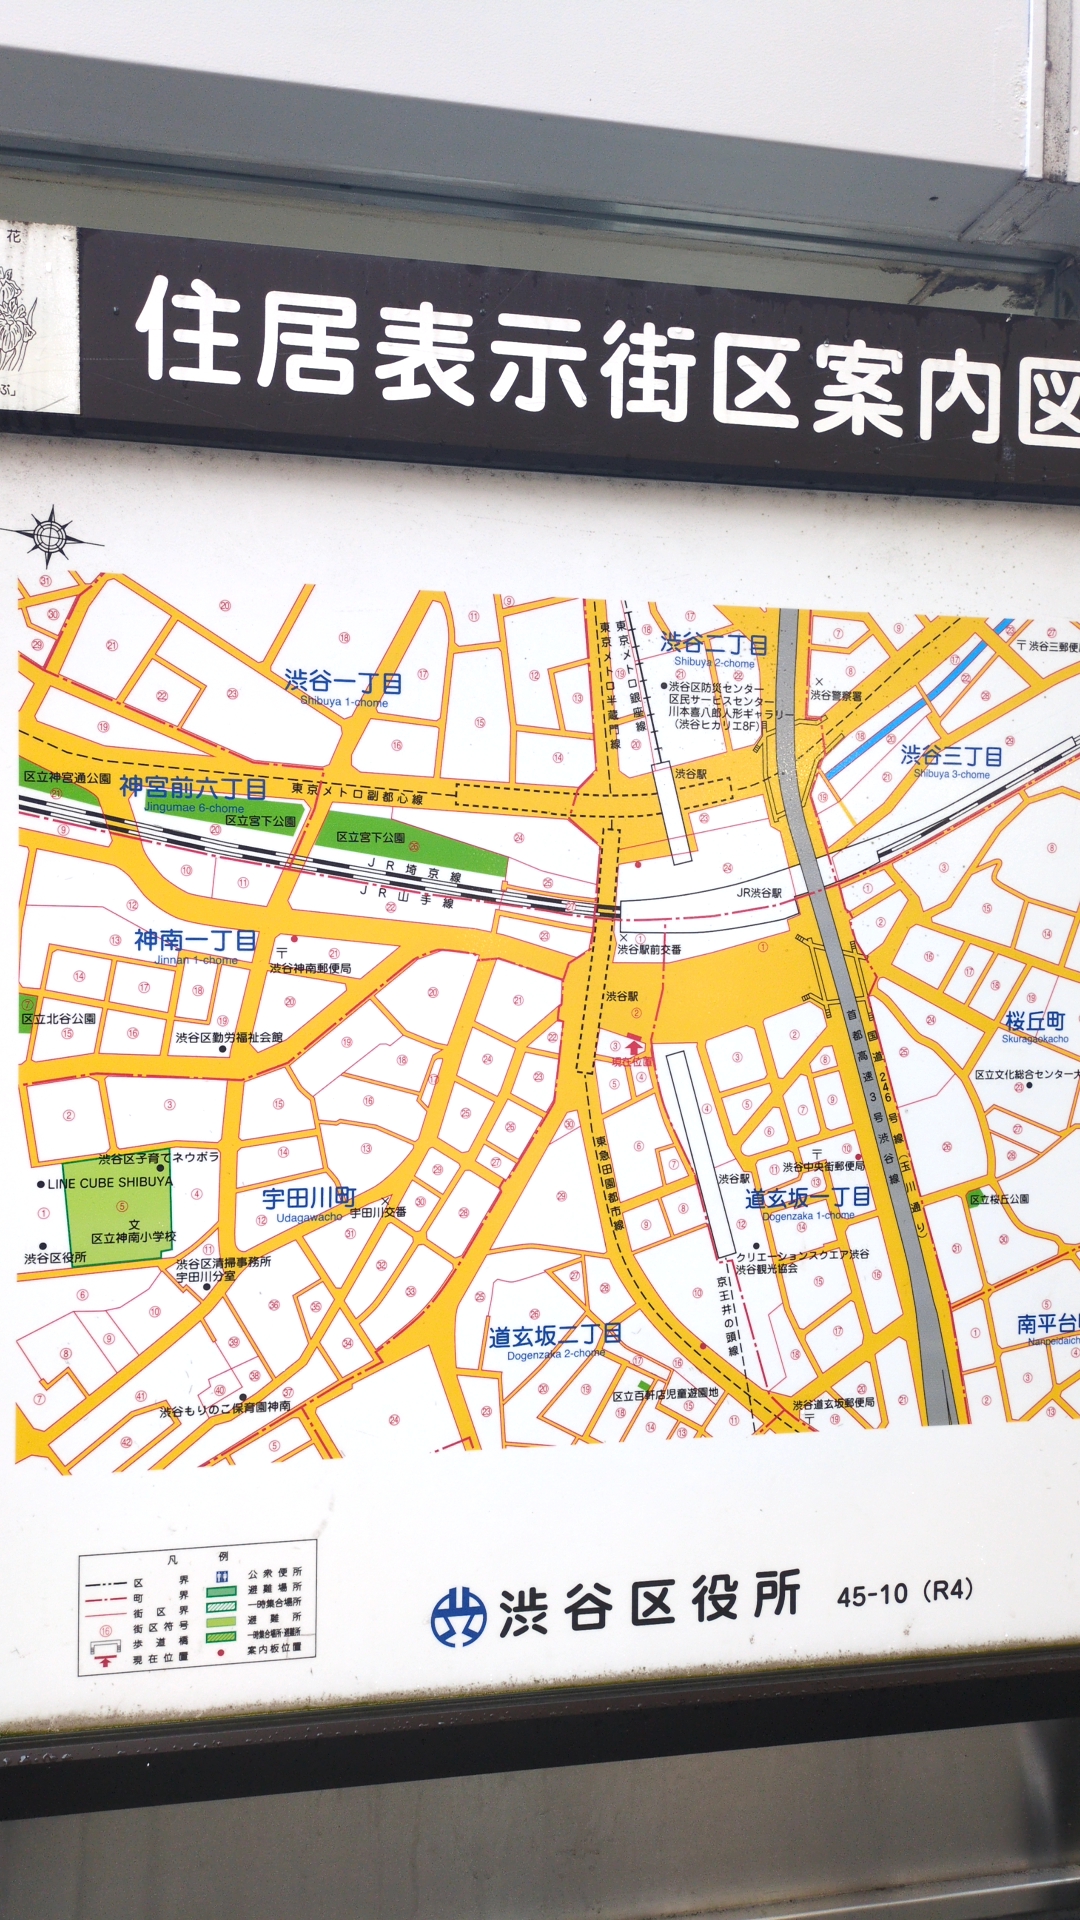 花
住居表示街区案内図
渋谷一丁目
Shibuya 1-chome
渋谷二丁目
Shibuya 2-chome
渋谷区防災センター
区民サービスセンター
川本喜八郎人形ギャラリー
(渋谷ヒカリエ8F)
東京メトロ半蔵門線
東京メトロ銀座線
渋谷警察署
渋谷三丁目
Shibuya 3-chome
区立神宮通公園
神宮前六丁目
Jingumae 6-chome
区立宮下公園
東京メトロ副都心線
区立宮下公園
渋谷駅
JR埼京線
JR山手線
JR渋谷駅
渋谷駅前交番
神南一丁目
Jinnan 1-chome
渋谷神南郵便局
区立北谷公園
渋谷区勤労福祉会館
渋谷駅
現在位置
桜丘町
Skuragaokacho
区立文化総合センター大
首都高速3号渋谷線
国道246号線(玉川通り)
渋谷区子育てネウボラ
LINE CUBE SHIBUYA
文
区立神南小学校
渋谷区役所
渋谷区清掃事務所
宇田川分室
宇田川町
Udagawacho
宇田川交番
東急田園都市線
渋谷中央街郵便局
渋谷駅
道玄坂一丁目
Dogenzaka 1-chome
クリエーションスクエア渋谷
渋谷観光協会
区立桜丘公園
京王井の頭線
道玄坂二丁目
Dogenzaka 2-chome
南平台
区立百軒店児童遊園地
渋谷道玄坂郵便局
渋谷もりのこ保育園神南
凡例
区界
町界
街区界
街区符号
歩道橋
現在位置
公衆便所
避難場所
一時集合場所
避難所
一時集合場所・避難所
案内板位置
渋谷区役所 45-10 (R4)